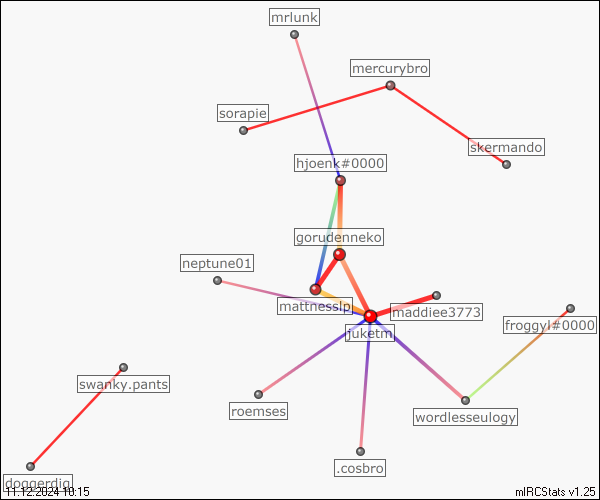 mrlunk
mercurybro
sorapie
skermando
hjoenk#0000
gorudenneko
neptune01
mattnesslp
maddiee3773
froggyl#0000
juketm
swanky.pants
roemses
wordlesseulogy
.cosbro
doggerdig
11.12.2024 10:15
mIRCStats v1.25